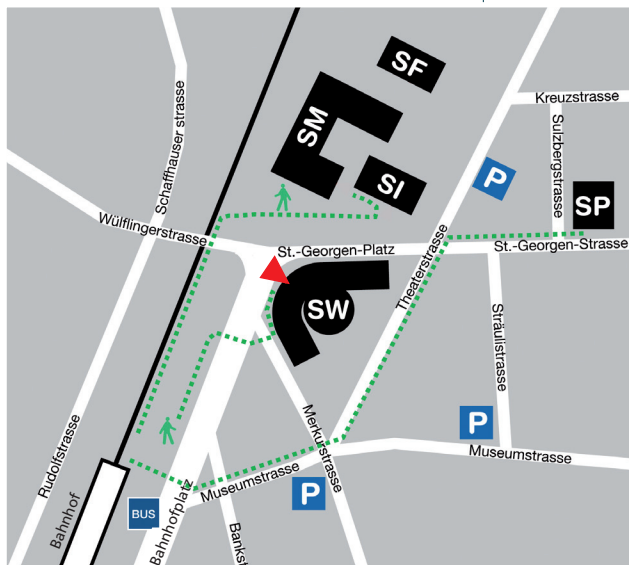 SF
SM
Schaffhauser strasse
Kreuzstrasse
P
Sulzbergstrasse
SI
SP
Wülflingerstrasse
St.-Georgen-Platz
St.-Georgen-Strasse
Theaterstrasse
SW
Sträulistrasse
Merkurstrasse
P
Museumstrasse
Rudolfstrasse
Museumstrasse
P
Bahnhof
BUS
Bahnhofplatz
Bankst